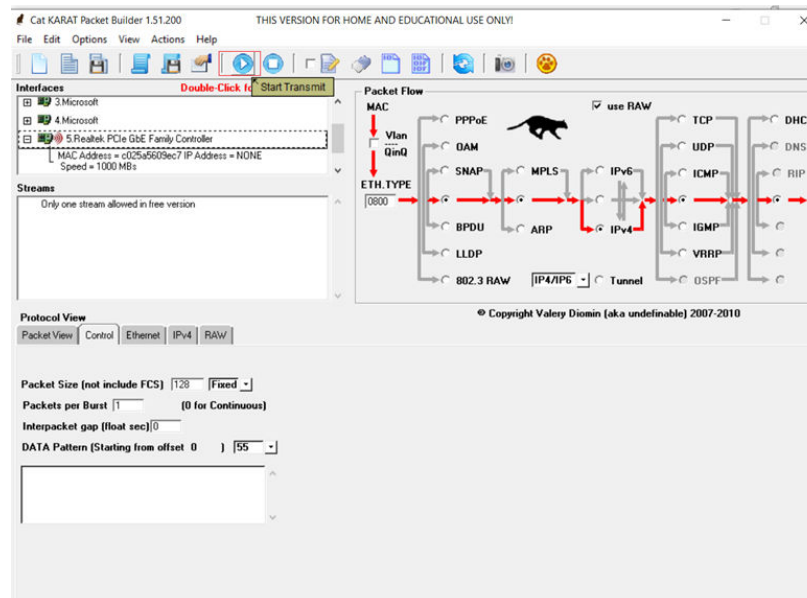 Cat KARAT Packet Builder 1.51.200 THIS VERSION FOR HOME AND EDUCATIONAL USE ONLY!
File Edit Options View Actions Help
Interfaces Double-Click fo
Start Transmit
3.Microsoft
4.Microsoft
5.Realtek PCIe GbE Family Controller
MAC Address = c025a5609ec7 IP Address = NONE
Speed = 1000 MBs
Streams
Only one stream allowed in free version
Packet Flow
MAC
Vlan
QinQ
ETH.TYPE
0800
use RAW
PPPoE
OAM
SNAP
BPDU
LLDP
802.3 RAW
MPLS
ARP
IPv6
IPv4
IP4/IP6
Tunnel
TCP
UDP
ICMP
IGMP
VRRP
OSPF
DHC
DNS
RIP
© Copyright Valery Diomin (aka undefinable) 2007-2010
Protocol View
Packet View Control Ethernet IPv4 RAW
Packet Size (not include FCS) 128 Fixed
Packets per Burst 1 (0 for Continuous)
Interpacket gap (float sec) 0
DATA Pattern (Starting from offset 0 ) 55